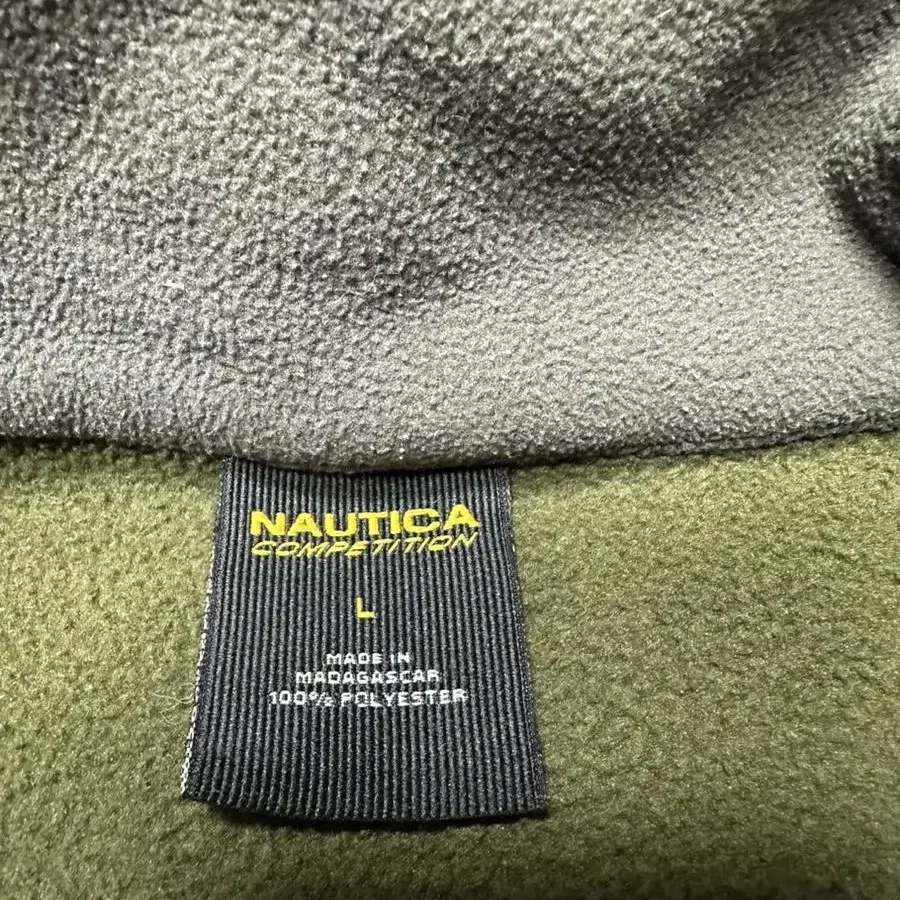 NAUTICA
COMPETITION
L
MADE IN
MADAGASCAR
100% POLYESTER